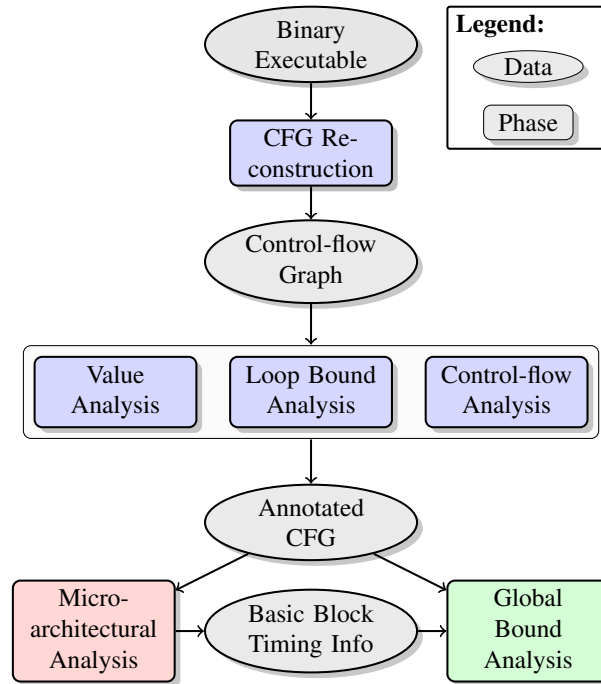 Binary
Executable
Legend:
Data
Phase
CFG Re-
construction
Control-flow
Graph
Value
Analysis
Loop Bound
Analysis
Control-flow
Analysis
Annotated
CFG
Micro-
architectural
Analysis
Basic Block
Timing Info
Global
Bound
Analysis